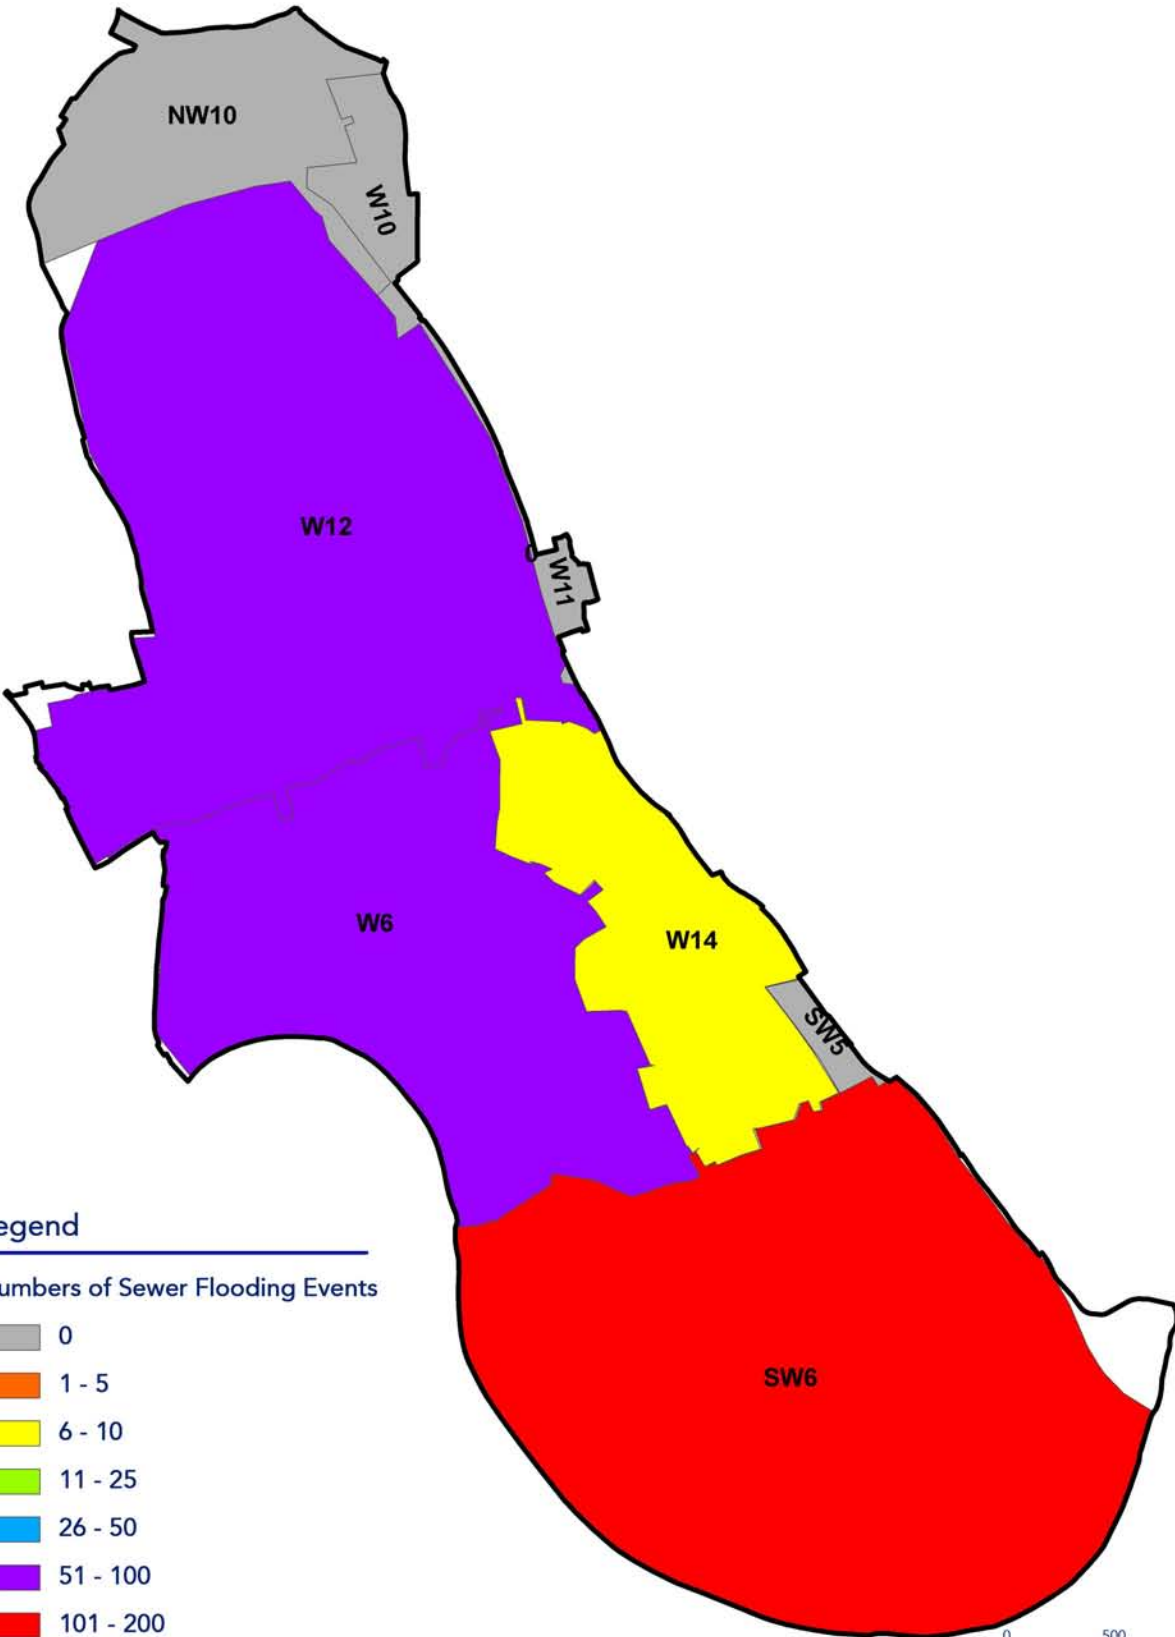 NW10
W10
W12
W11
W6
W14
SW5
SW6
egend
umbers of Sewer Flooding Events
0
1 - 5
6 - 10
11 - 25
26 - 50
51 - 100
101 - 200
0 500